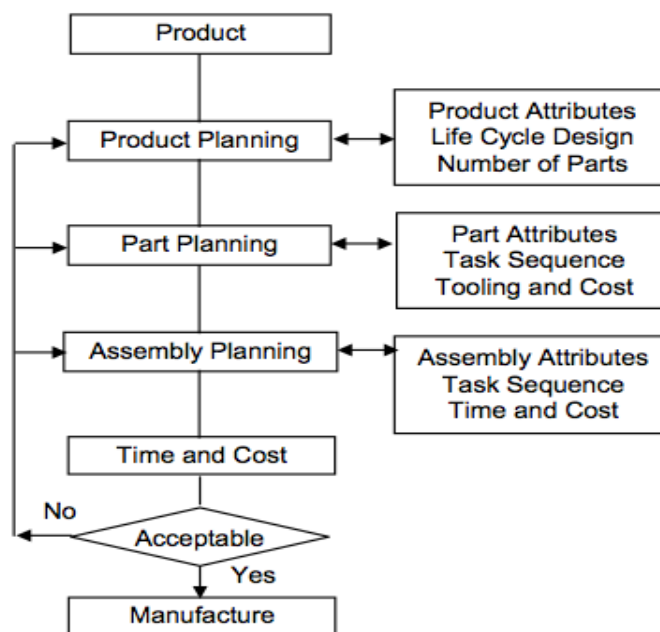 Product
Product Planning
Product Attributes
Life Cycle Design
Number of Parts
Part Planning
Part Attributes
Task Sequence
Tooling and Cost
Assembly Planning
Assembly Attributes
Task Sequence
Time and Cost
Time and Cost
No
Acceptable
Yes
Manufacture